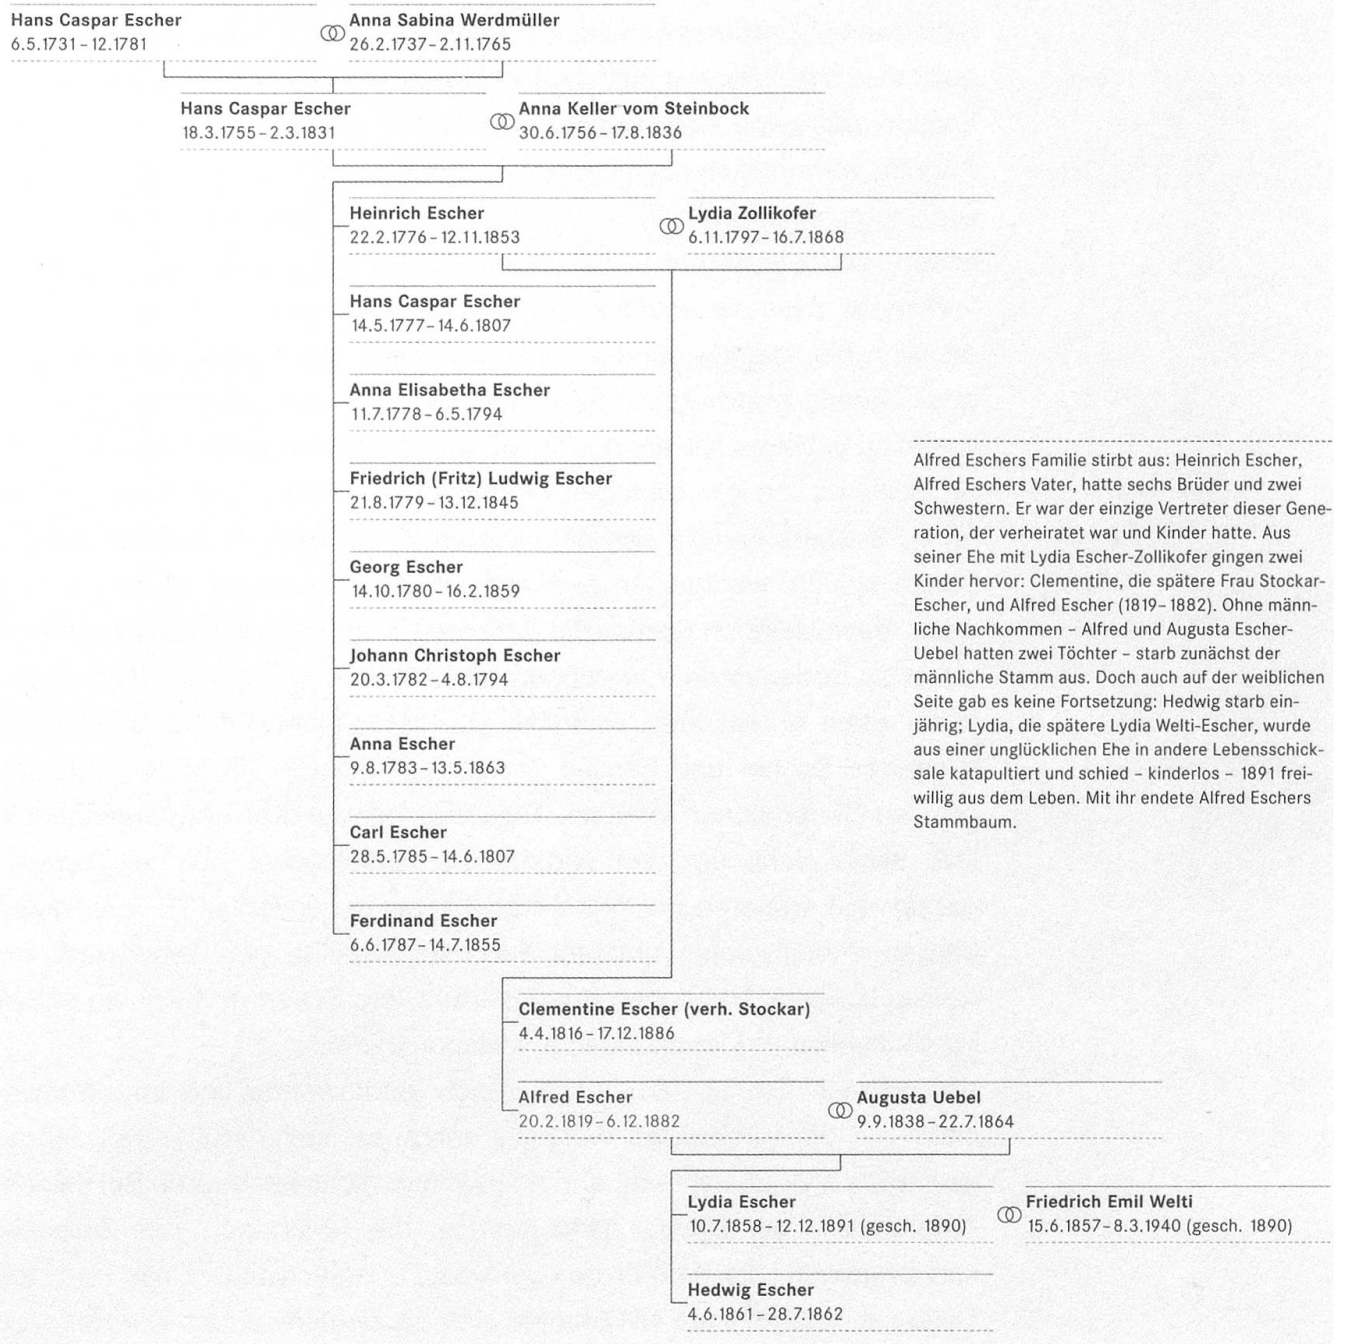 Hans Caspar Escher
6.5.1731–12.1781
Anna Sabina Werdmüller
26.2.1737–2.11.1765
Hans Caspar Escher
18.3.1755–2.3.1831
Anna Keller vom Steinbock
30.6.1756–17.8.1836
Heinrich Escher
22.2.1776–12.11.1853
Lydia Zollikofer
6.11.1797–16.7.1868
Hans Caspar Escher
14.5.1777–14.6.1807
Anna Elisabetha Escher
11.7.1778–6.5.1794
Friedrich (Fritz) Ludwig Escher
21.8.1779–13.12.1845
Georg Escher
14.10.1780–16.2.1859
Johann Christoph Escher
20.3.1782–4.8.1794
Anna Escher
9.8.1783–13.5.1863
Carl Escher
28.5.1785–14.6.1807
Ferdinand Escher
6.6.1787–14.7.1855
Alfred Eschers Familie stirbt aus: Heinrich Escher,
Alfred Eschers Vater, hatte sechs Brüder und zwei
Schwestern. Er war der einzige Vertreter dieser Gene-
ration, der verheiratet war und Kinder hatte. Aus
seiner Ehe mit Lydia Escher-Zollikofer gingen zwei
Kinder hervor: Clementine, die spätere Frau Stockar-
Escher, und Alfred Escher (1819–1882). Ohne männ-
liche Nachkommen – Alfred und Augusta Escher-
Uebel hatten zwei Töchter – starb zunächst der
männliche Stamm aus. Doch auch auf der weiblichen
Seite gab es keine Fortsetzung: Hedwig starb ein-
jährig; Lydia, die spätere Lydia Welti-Escher, wurde
aus einer unglücklichen Ehe in andere Lebensschick-
sale katapultiert und schied – kinderlos – 1891 frei-
willig aus dem Leben. Mit ihr endete Alfred Eschers
Stammbaum.
Clementine Escher (verh. Stockar)
4.4.1816–17.12.1886
Alfred Escher
20.2.1819–6.12.1882
Augusta Uebel
9.9.1838–22.7.1864
Lydia Escher
10.7.1858–12.12.1891 (gesch. 1890)
Friedrich Emil Welti
15.6.1857–8.3.1940 (gesch. 1890)
Hedwig Escher
4.6.1861–28.7.1862